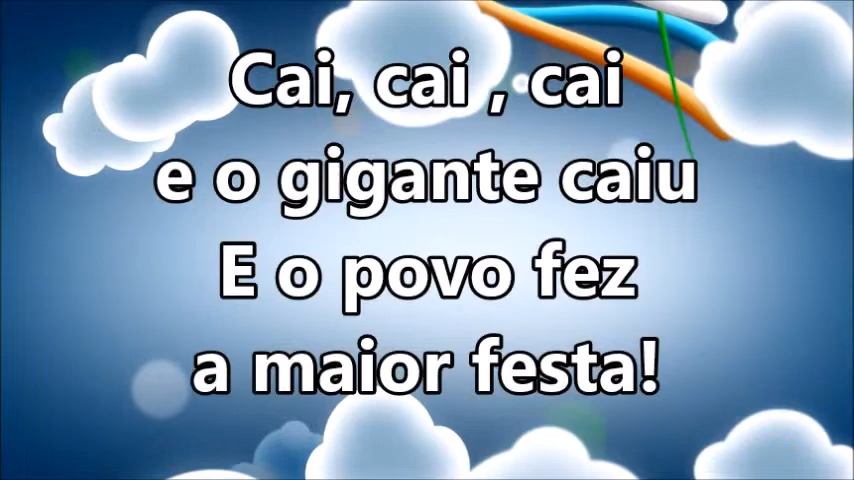 Cai, cai , cai
e o gigante caiu
E o povo fez
a maior festa!